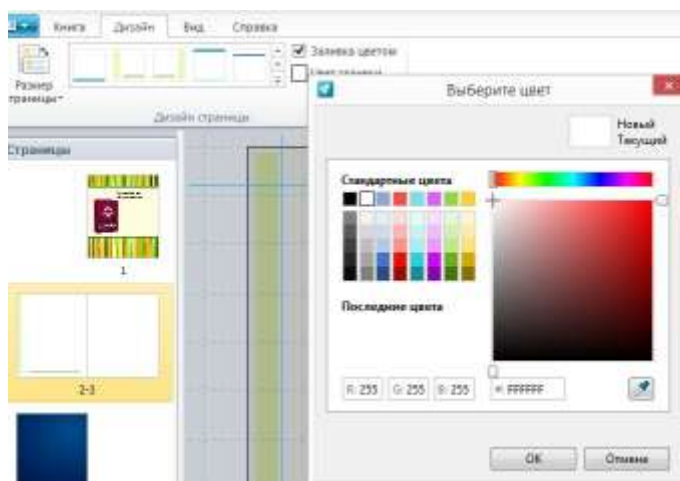 Книга Дизайн Вид Справка
Заливка цветом
Размер
страницы
Дизайн страницы
Выберите цвет
Новый
Текущий
Страницы
Стандартные цвета
1
Последние цвета
2-3
R: 255 G: 255 B: 255 #: FFFFFF
OK Отмена